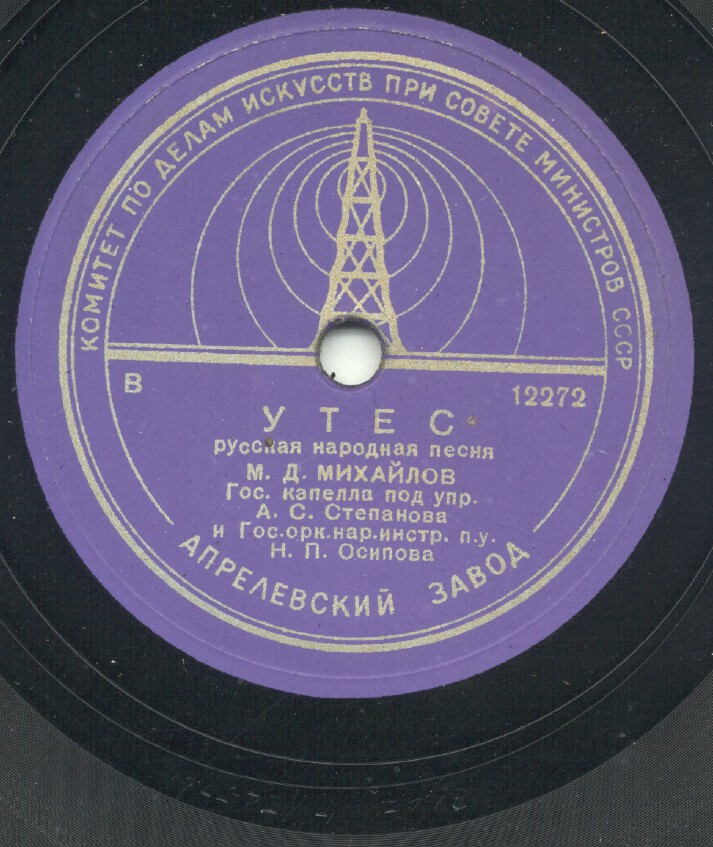 КОМИТЕТ ПО ДЕЛАМ ИСКУССТВ ПРИ СОВЕТЕ МИНИСТРОВ СССР
В
12272
УТЕС
русская народная песня
М. Д. МИХАЙЛОВ
Гос. капелла под упр.
А. С. Степанова
и Гос.орк.нар.инстр. п.у.
Н. П. Осипова
АПРЕЛЕВСКИЙ ЗАВОД